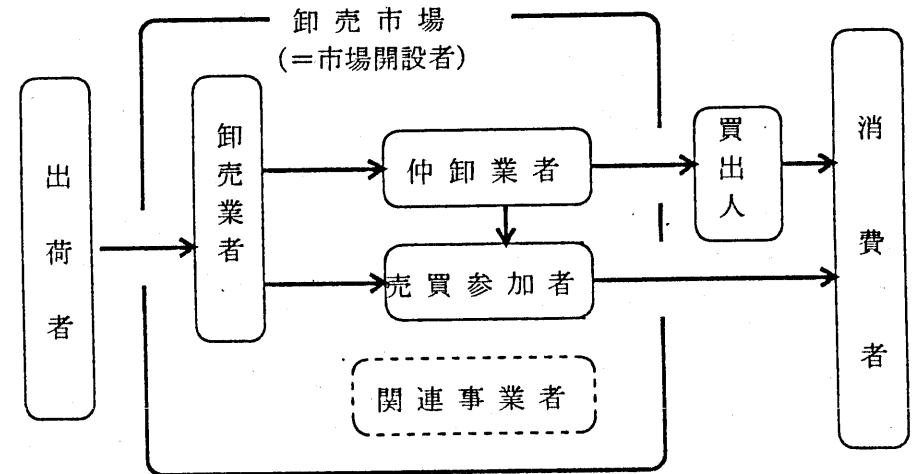 卸売市場
(=市場開設者)
出荷者
卸売業者
仲卸業者
売買参加者
関連事業者
買出人
消費者